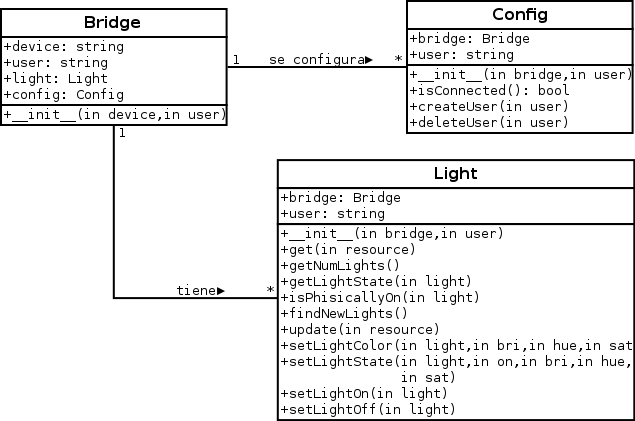 Bridge
+device: string
+user: string
+light: Light
+config: Config
+__init__(in device,in user)
1 se configura▶ *
Config
+bridge: Bridge
+user: string
+__init__(in bridge,in user)
+isConnected(): bool
+createUser(in user)
+deleteUser(in user)
1
tiene▶ *
Light
+bridge: Bridge
+user: string
+__init__(in bridge,in user)
+get(in resource)
+getNumLights()
+getLightState(in light)
+isPhisicallyOn(in light)
+findNewLights()
+update(in resource)
+setLightColor(in light,in bri,in hue,in sat
+setLightState(in light,in on,in bri,in hue,
in sat)
+setLightOn(in light)
+setLightOff(in light)